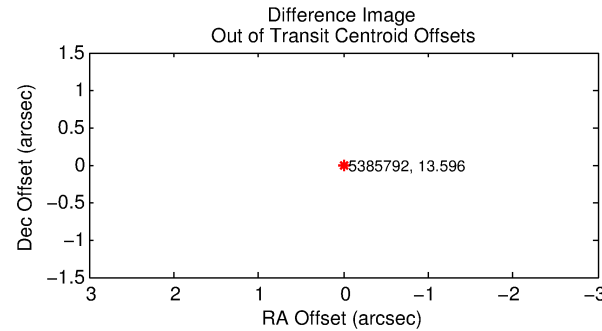 Difference Image
Out of Transit Centroid Offsets
Dec Offset (arcsec)
1.5
1
0.5
0
−0.5
−1
−1.5
5385792, 13.596
3 2 1 0 −1 −2 −3
RA Offset (arcsec)